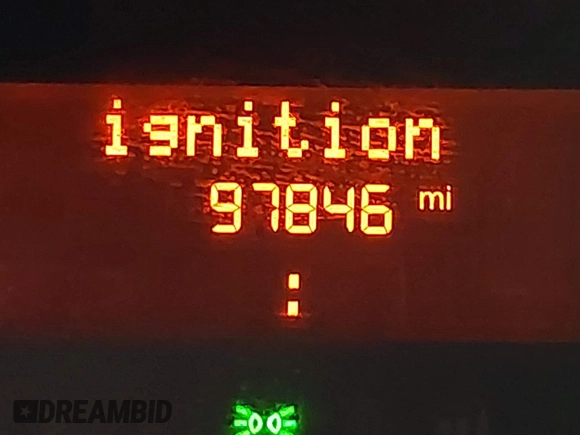 ignition
97846 mi
:
DREAMBID